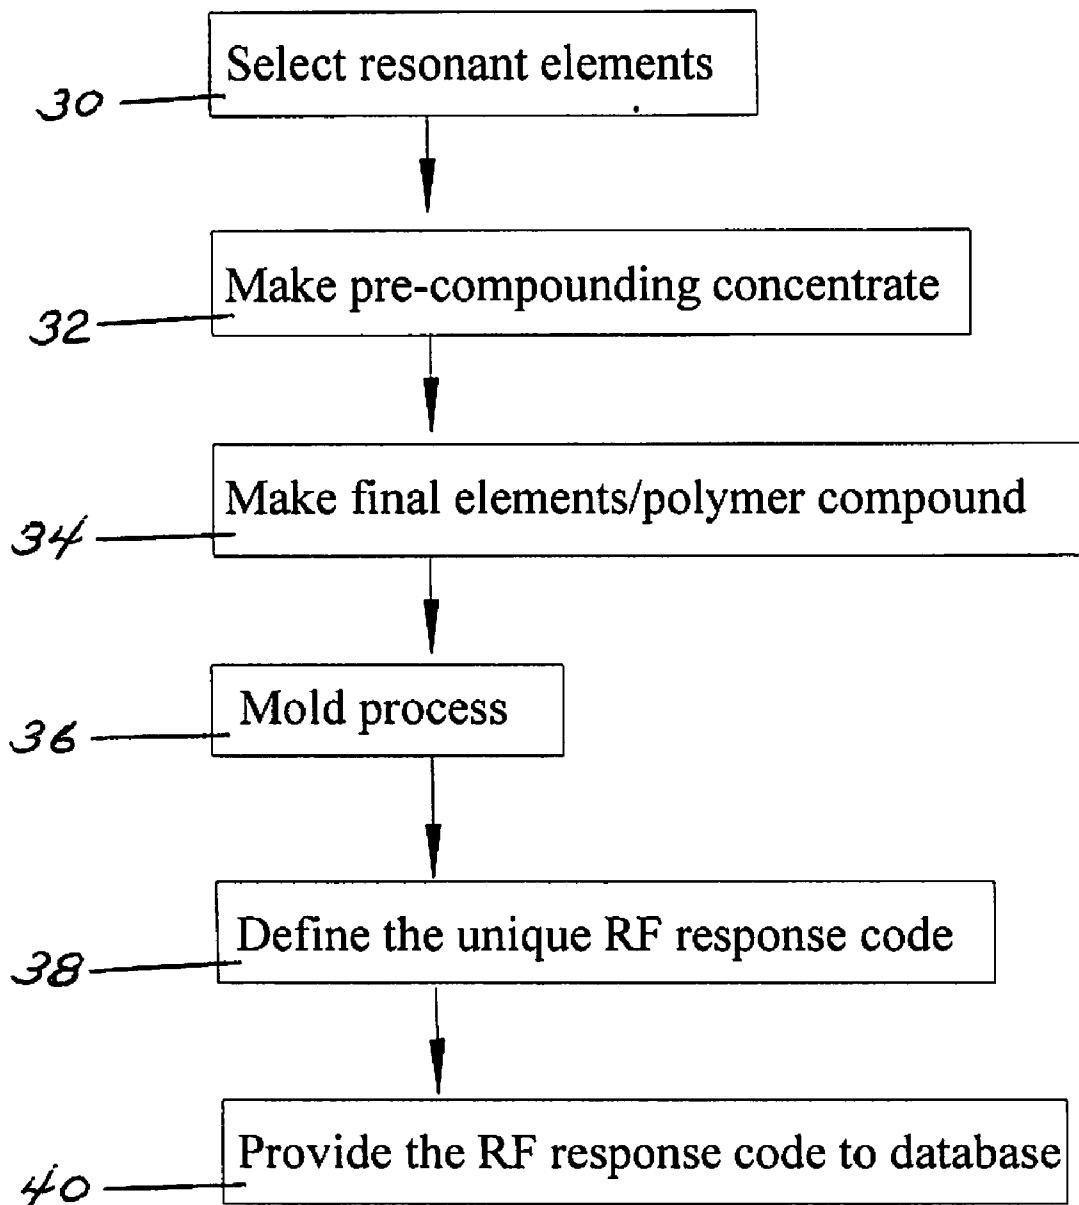 Select resonant elements
30
Make pre-compounding concentrate
32
Make final elements/polymer compound
34
Mold process
36
Define the unique RF response code
38
Provide the RF response code to database
40